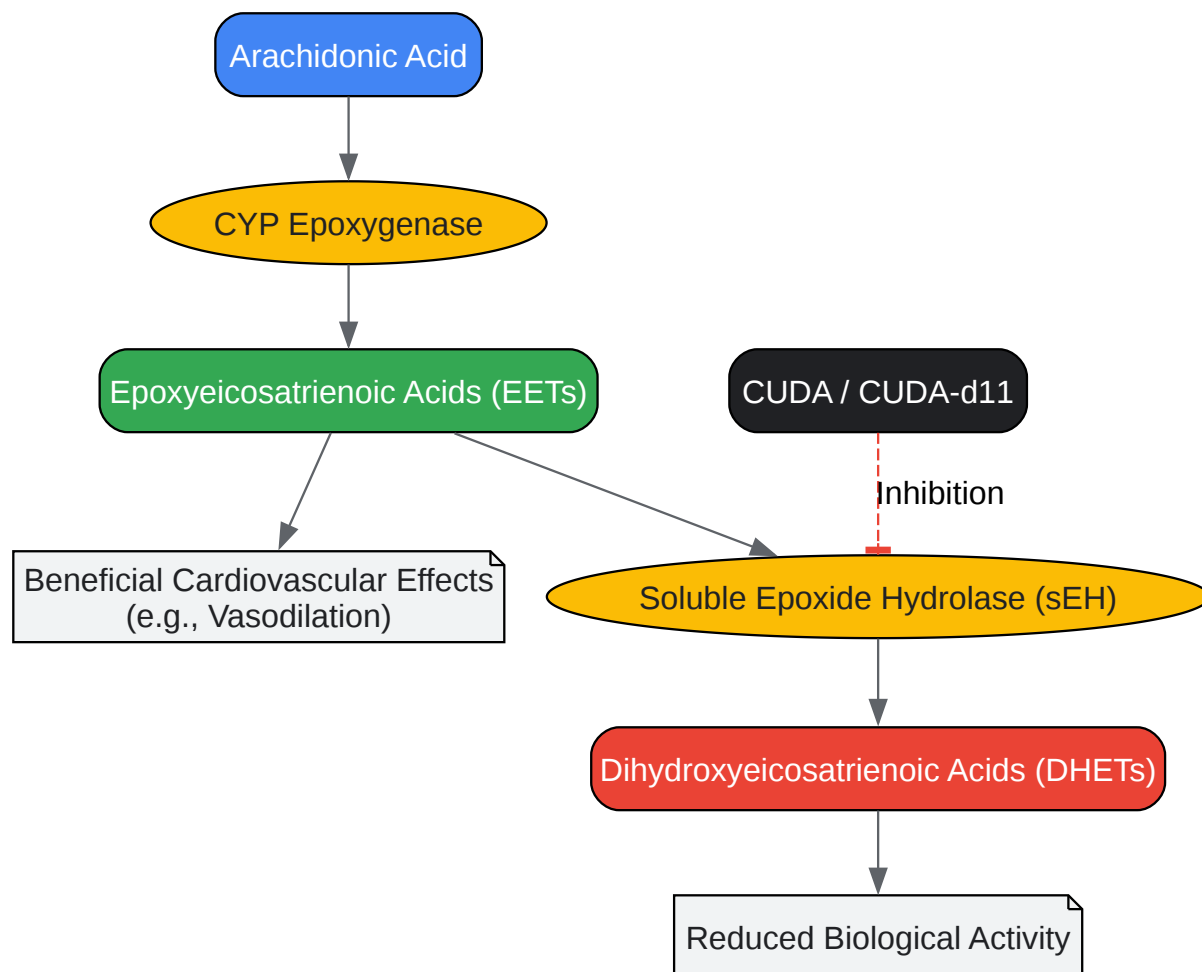 Arachidonic Acid
CYP Epoxygenase
Epoxyeicosatrienoic Acids (EETs)
CUDA / CUDA-d11
Inhibition
Beneficial Cardiovascular Effects
(e.g., Vasodilation)
Soluble Epoxide Hydrolase (sEH)
Dihydroxyeicosatrienoic Acids (DHETs)
Reduced Biological Activity